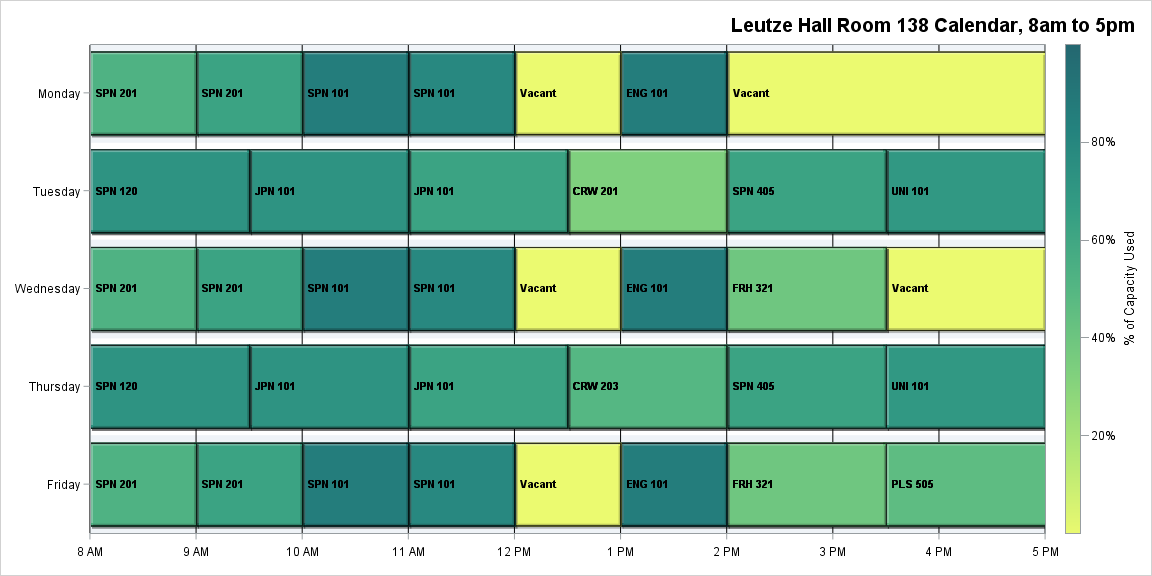 Leutze Hall Room 138 Calendar, 8am to 5pm
Monday
SPN 201
SPN 201
SPN 101
SPN 101
Vacant
ENG 101
Vacant
Tuesday
SPN 120
JPN 101
JPN 101
CRW 201
SPN 405
UNI 101
Wednesday
SPN 201
SPN 201
SPN 101
SPN 101
Vacant
ENG 101
FRH 321
Vacant
Thursday
SPN 120
JPN 101
JPN 101
CRW 203
SPN 405
UNI 101
Friday
SPN 201
SPN 201
SPN 101
SPN 101
Vacant
ENG 101
FRH 321
PLS 505
8 AM
9 AM
10 AM
11 AM
12 PM
1 PM
2 PM
3 PM
4 PM
5 PM
80%
60%
40%
20%
% of Capacity Used